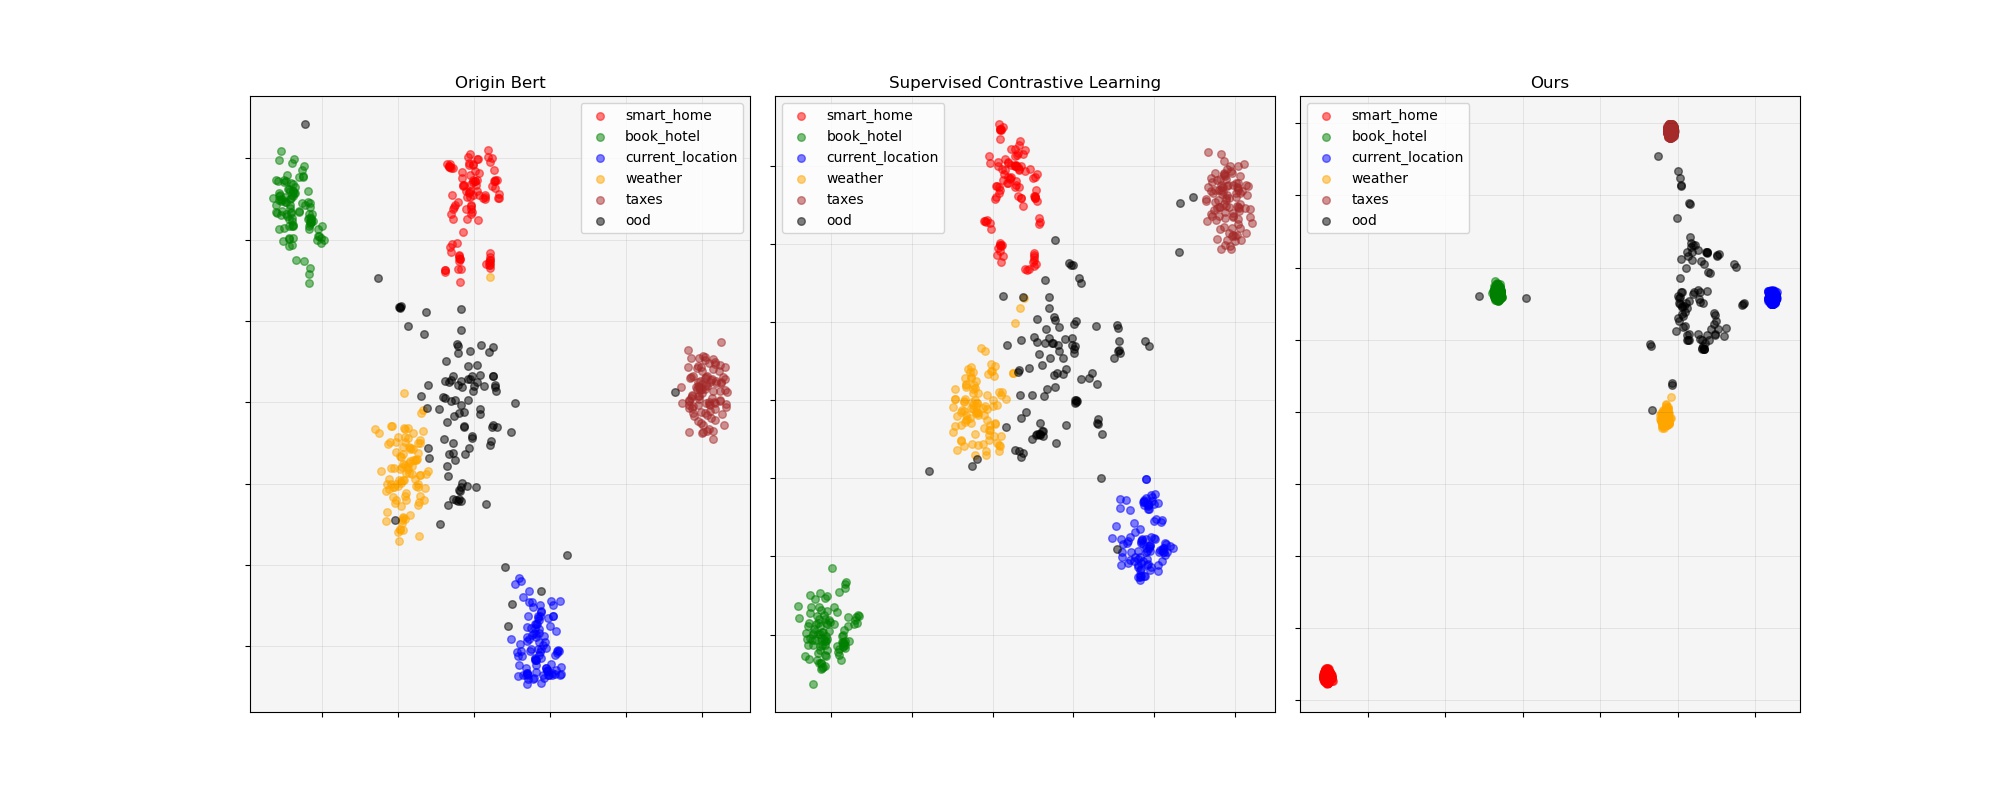 Origin Bert
smart_home
book_hotel
current_location
weather
taxes
ood
Supervised Contrastive Learning
smart_home
book_hotel
current_location
weather
taxes
ood
Ours
smart_home
book_hotel
current_location
weather
taxes
ood